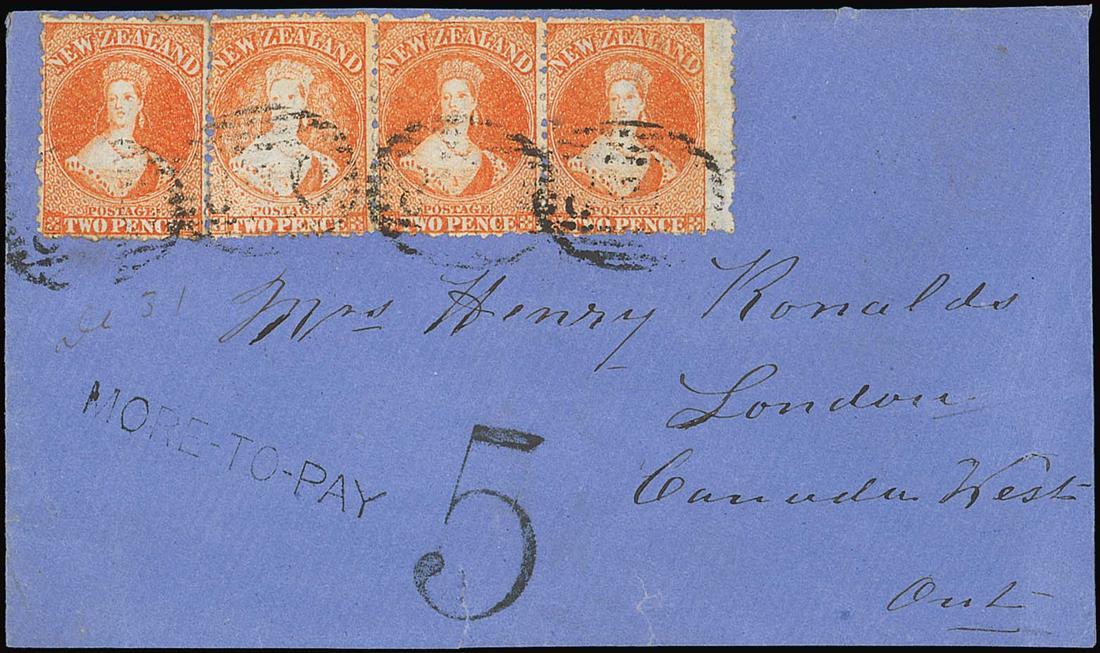 NEW ZEALAND NEW ZEALAND NEW ZEALAND NEW ZEALAND
POSTAGE POSTAGE POSTAGE POSTAGE
TWO PENCE TWO PENCE TWO PENCE TWO PENCE
31
Mrs Henry Ronalds
London
MORE-TO-PAY
5
Canada West
Ont